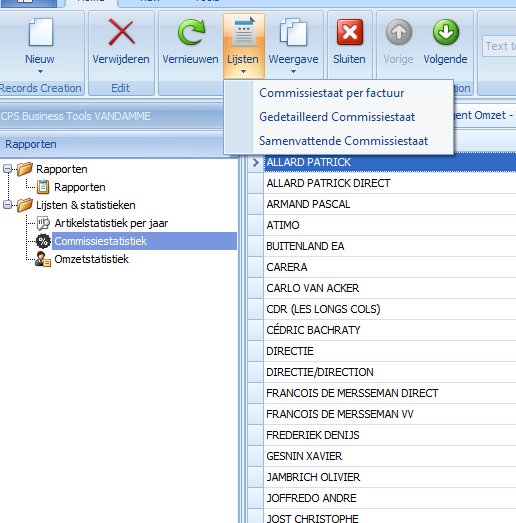 Nieuw
Verwijderen
Vernieuwen
Lijsten
Weergave
Sluiten
Vorige
Volgende
Text to
Records Creation
Edit
Commissiestaat per factuur
Gedetailleerd Commissiestaat
Samenvattende Commissiestaat
CPS Business Tools VANDAMME
ment Omzet -
Rapporten
Rapporten
Rapporten
Lijsten & statistieken
Artikelstatistiek per jaar
Commissiestatistiek
Omzetstatistiek
ALLARD PATRICK
ALLARD PATRICK DIRECT
ARMAND PASCAL
ATIMO
BUITENLAND EA
CARERA
CARLO VAN ACKER
CDR (LES LONGS COLS)
CÉDRIC BACHRATY
DIRECTIE
DIRECTIE/DIRECTION
FRANCOIS DE MERSSEMAN DIRECT
FRANCOIS DE MERSSEMAN VV
FREDERIEK DENIJS
GESNIN XAVIER
JAMBRICH OLIVIER
JOFFREDO ANDRE
JOST CHRISTOPHE